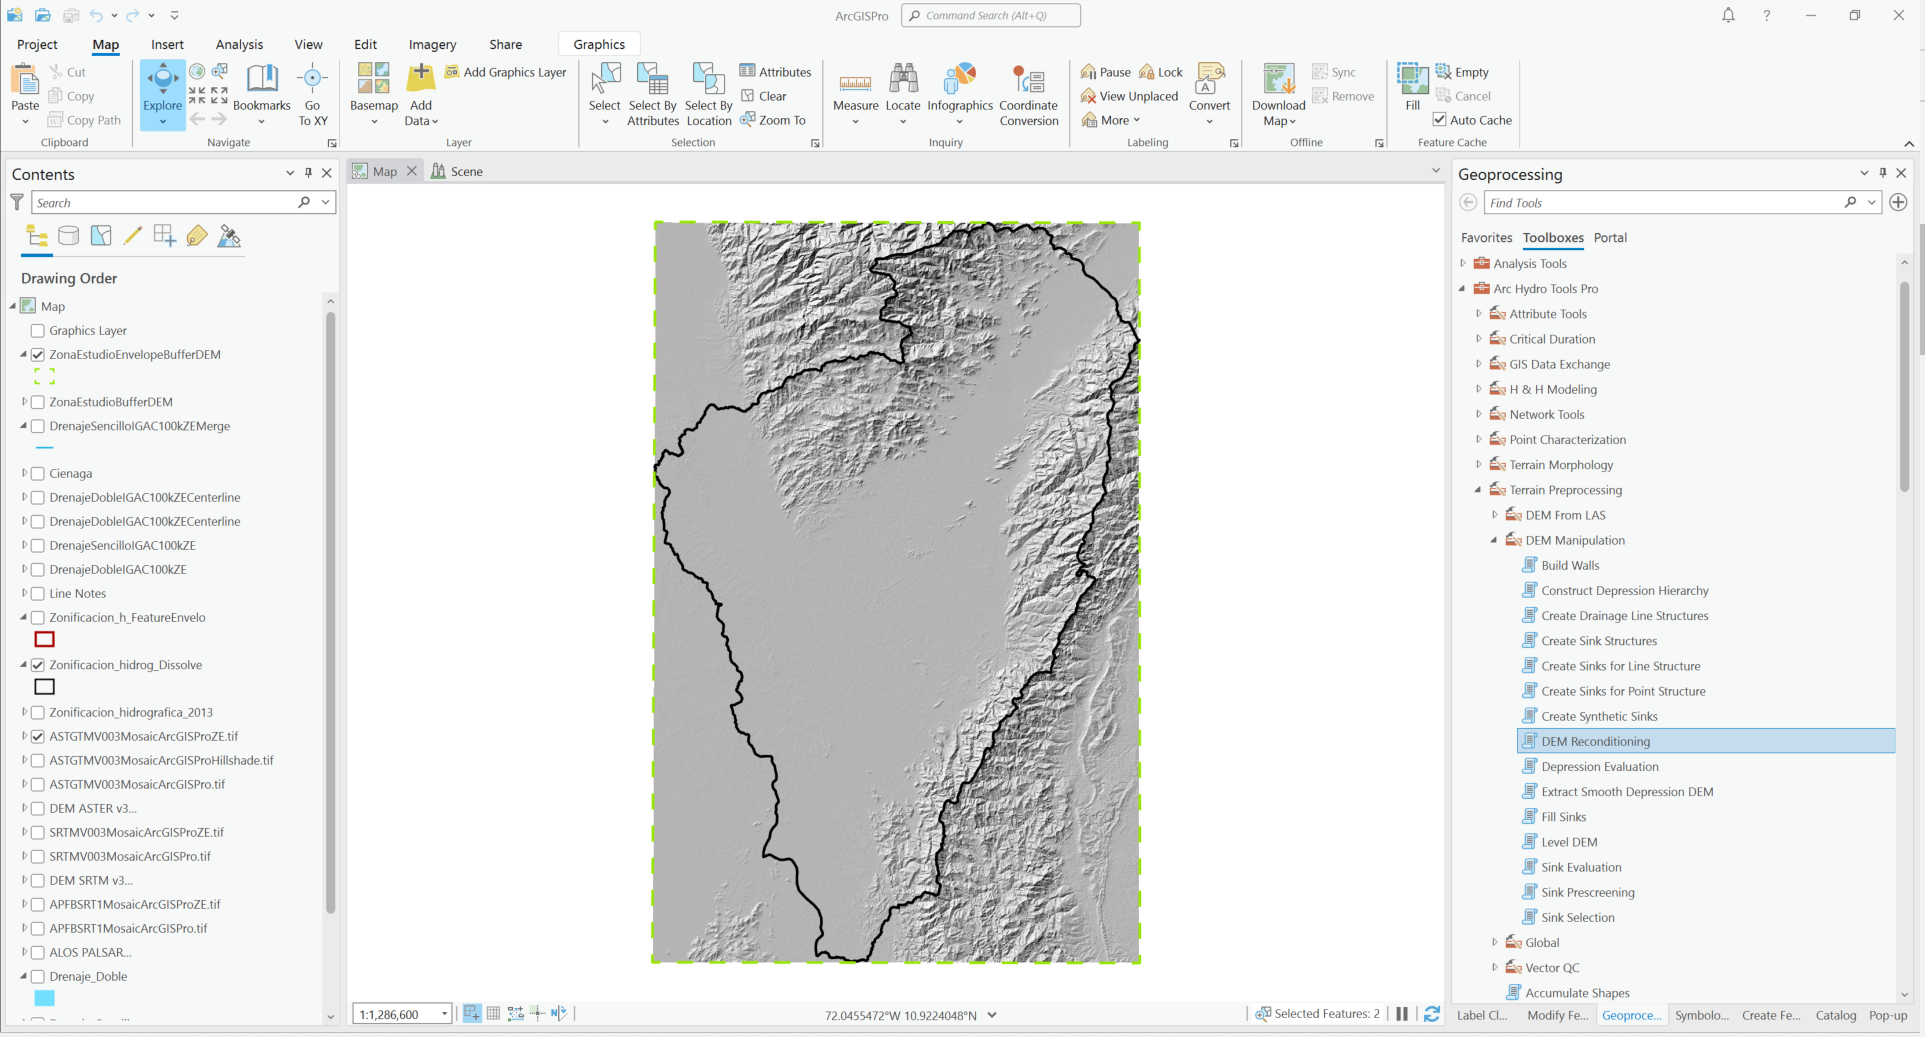 ArcGISPro
Command Search (Alt+Q)
Project
Map
Insert
Analysis
View
Edit
Imagery
Share
Graphics
Paste
Cut
Copy
Copy Path
Clipboard
Explore
Bookmarks
Go
To XY
Navigate
Basemap
Add
Data
Add Graphics Layer
Layer
Select
Select By
Attributes
Select By
Location
Attributes
Clear
Zoom To
Selection
Measure
Locate
Infographics
Coordinate
Conversion
Inquiry
Pause
Lock
View Unplaced
More
Convert
Labeling
Download
Map
Sync
Remove
Offline
Fill
Empty
Cancel
Auto Cache
Feature Cache
Contents
Search
Drawing Order
Map
Graphics Layer
ZonaEstudioEnvelopeBufferDEM
ZonaEstudioBufferDEM
DrenajeSencilloIGAC100kZEMerge
Cienaga
DrenajeDobleIGAC100kZECenterline
DrenajeDobleIGAC100kZECenterline
DrenajeSencilloIGAC100kZE
DrenajeDobleIGAC100kZE
Line Notes
Zonificacion_h_FeatureEnvelo
Zonificacion_hidrog_Dissolve
Zonificacion_hidrografica_2013
ASTGTMV003MosaicArcGISProZE.tif
ASTGTMV003MosaicArcGISProHillshade.tif
ASTGTMV003MosaicArcGISPro.tif
DEM ASTER v3...
SRTMV003MosaicArcGISProZE.tif
SRTMV003MosaicArcGISPro.tif
DEM SRTM v3...
APFBSRT1MosaicArcGISProZE.tif
APFBSRT1MosaicArcGISPro.tif
ALOS PALSAR...
Drenaje_Doble
Map
Scene
1:1,286,600
72.0455472°W 10.9224048°N
Selected Features: 2
Geoprocessing
Find Tools
Favorites
Toolboxes
Portal
Analysis Tools
Arc Hydro Tools Pro
Attribute Tools
Critical Duration
GIS Data Exchange
H & H Modeling
Network Tools
Point Characterization
Terrain Morphology
Terrain Preprocessing
DEM From LAS
DEM Manipulation
Build Walls
Construct Depression Hierarchy
Create Drainage Line Structures
Create Sink Structures
Create Sinks for Line Structure
Create Sinks for Point Structure
Create Synthetic Sinks
DEM Reconditioning
Depression Evaluation
Extract Smooth Depression DEM
Fill Sinks
Level DEM
Sink Evaluation
Sink Prescreening
Sink Selection
Global
Vector QC
Accumulate Shapes
Label Cl...
Modify Fe...
Geoproce...
Symbolo...
Create Fe...
Catalog
Pop-up